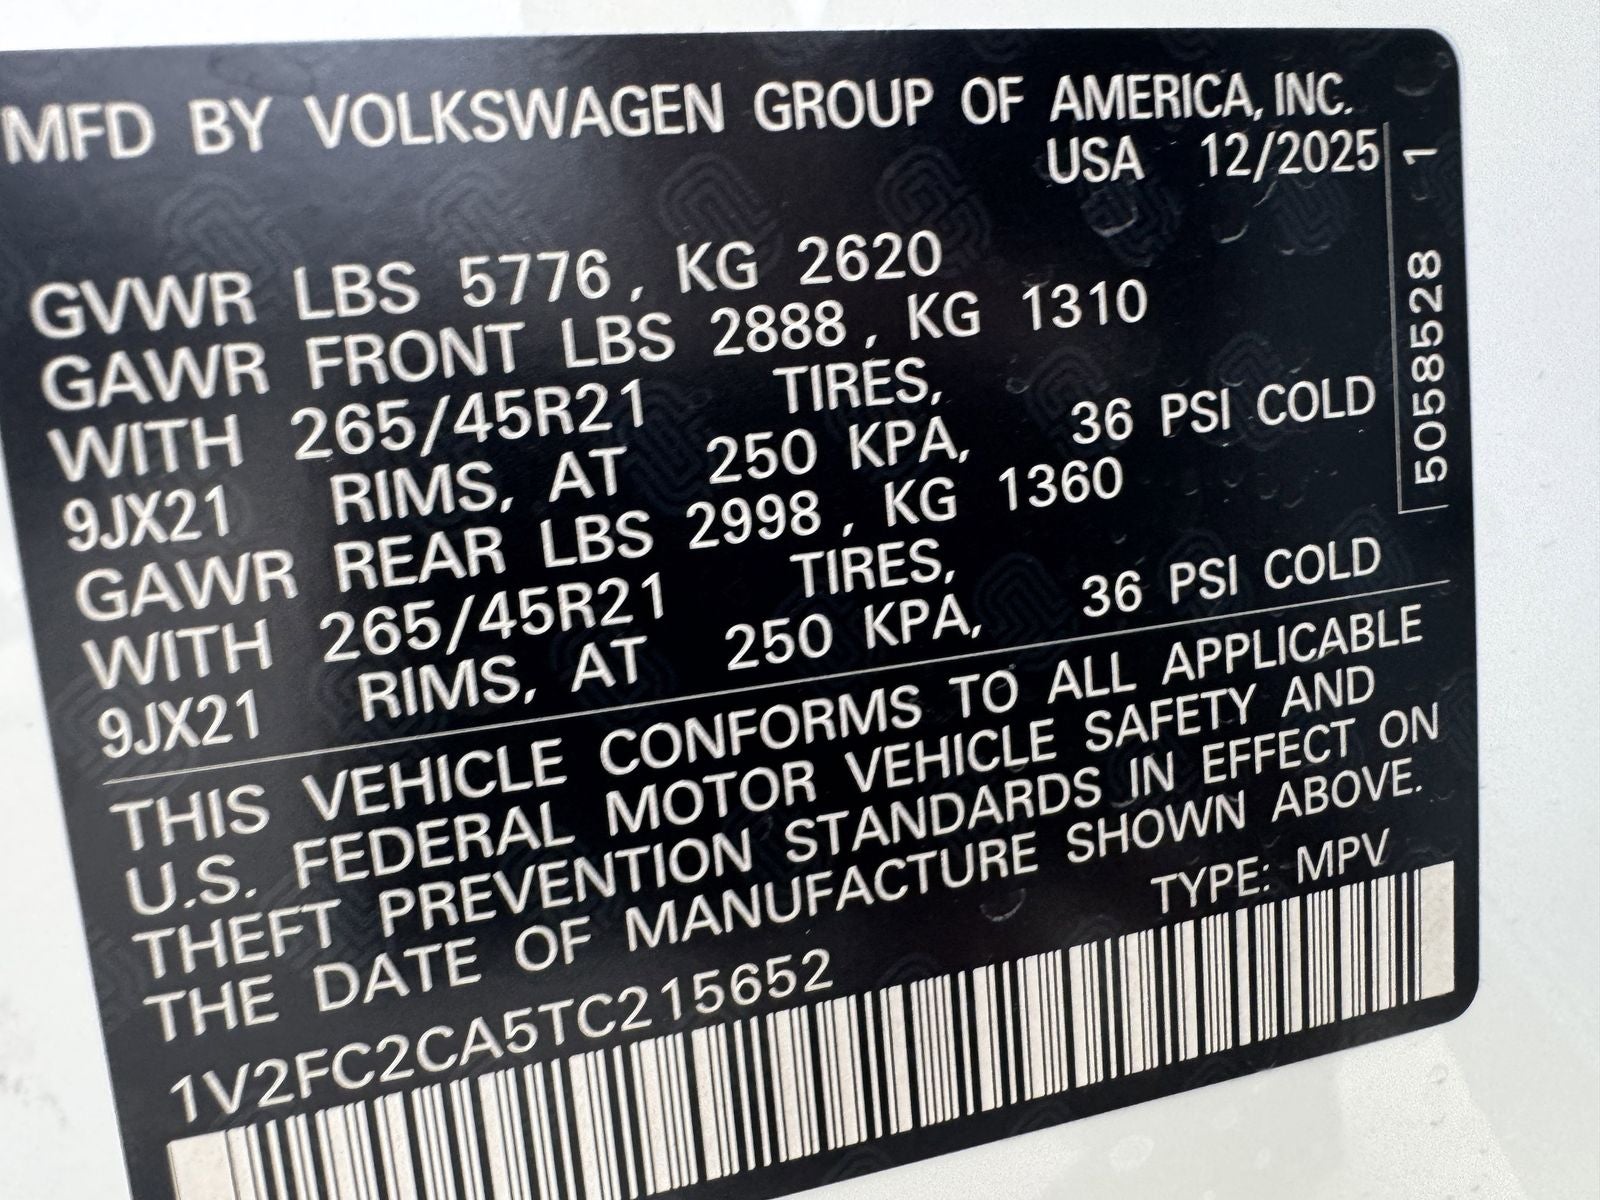 MFD BY VOLKSWAGEN GROUP OF AMERICA, INC.
USA 12/2025
GVWR LBS 5776, KG 2620
GAWR FRONT LBS 2888, KG 1310
WITH 265/45R21 TIRES,
9JX21 RIMS, AT 250 KPA, 36 PSI COLD
GAWR REAR LBS 2998, KG 1360
WITH 265/45R21 TIRES,
9JX21 RIMS, AT 250 KPA, 36 PSI COLD
THIS VEHICLE CONFORMS TO ALL APPLICABLE
U.S. FEDERAL MOTOR VEHICLE SAFETY AND
THEFT PREVENTION STANDARDS IN EFFECT ON
THE DATE OF MANUFACTURE SHOWN ABOVE.
TYPE: MPV
1V2FC2CA5TC215652
5058528 1